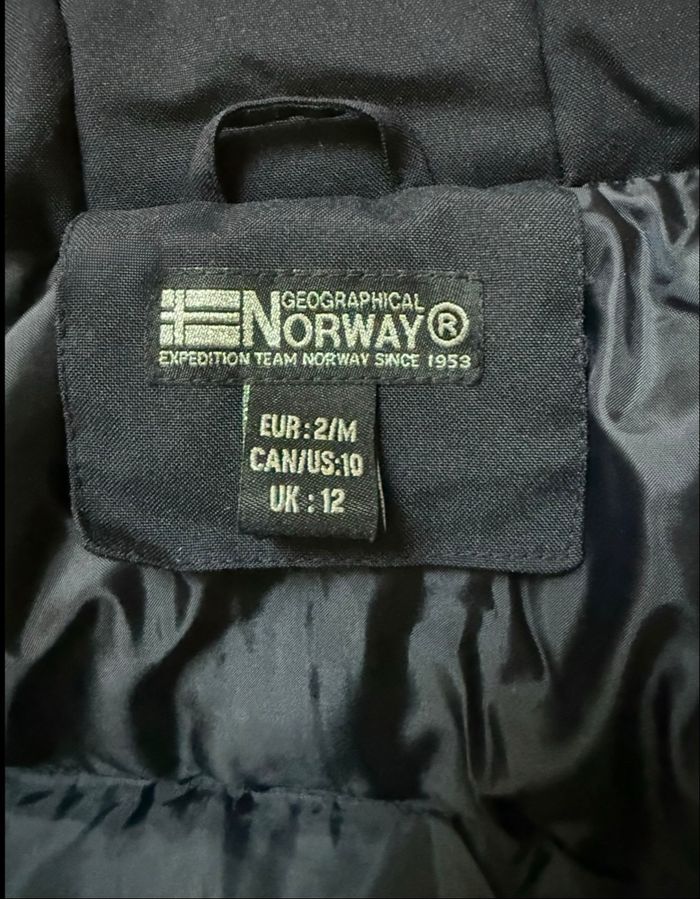 GEOGRAPHICAL
NORWAY®
EXPEDITION TEAM NORWAY SINCE 1953
EUR:2/M
CAN/US:10
UK : 12